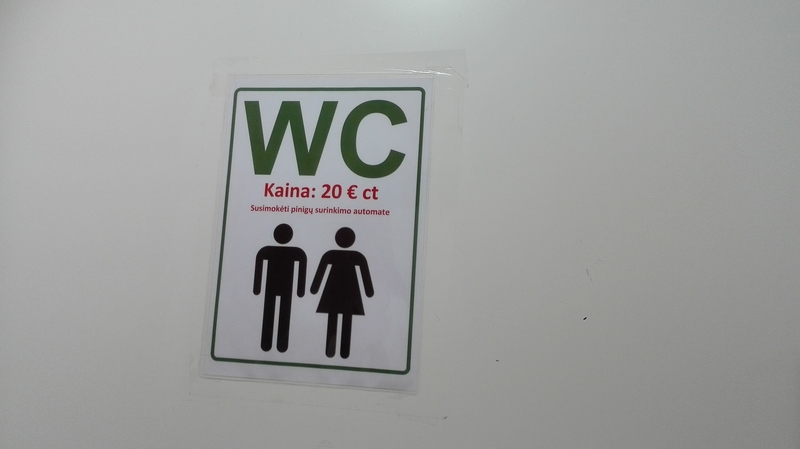 WC
Kaina: 20 € ct
Susimokėti pinigų surinkimo automate